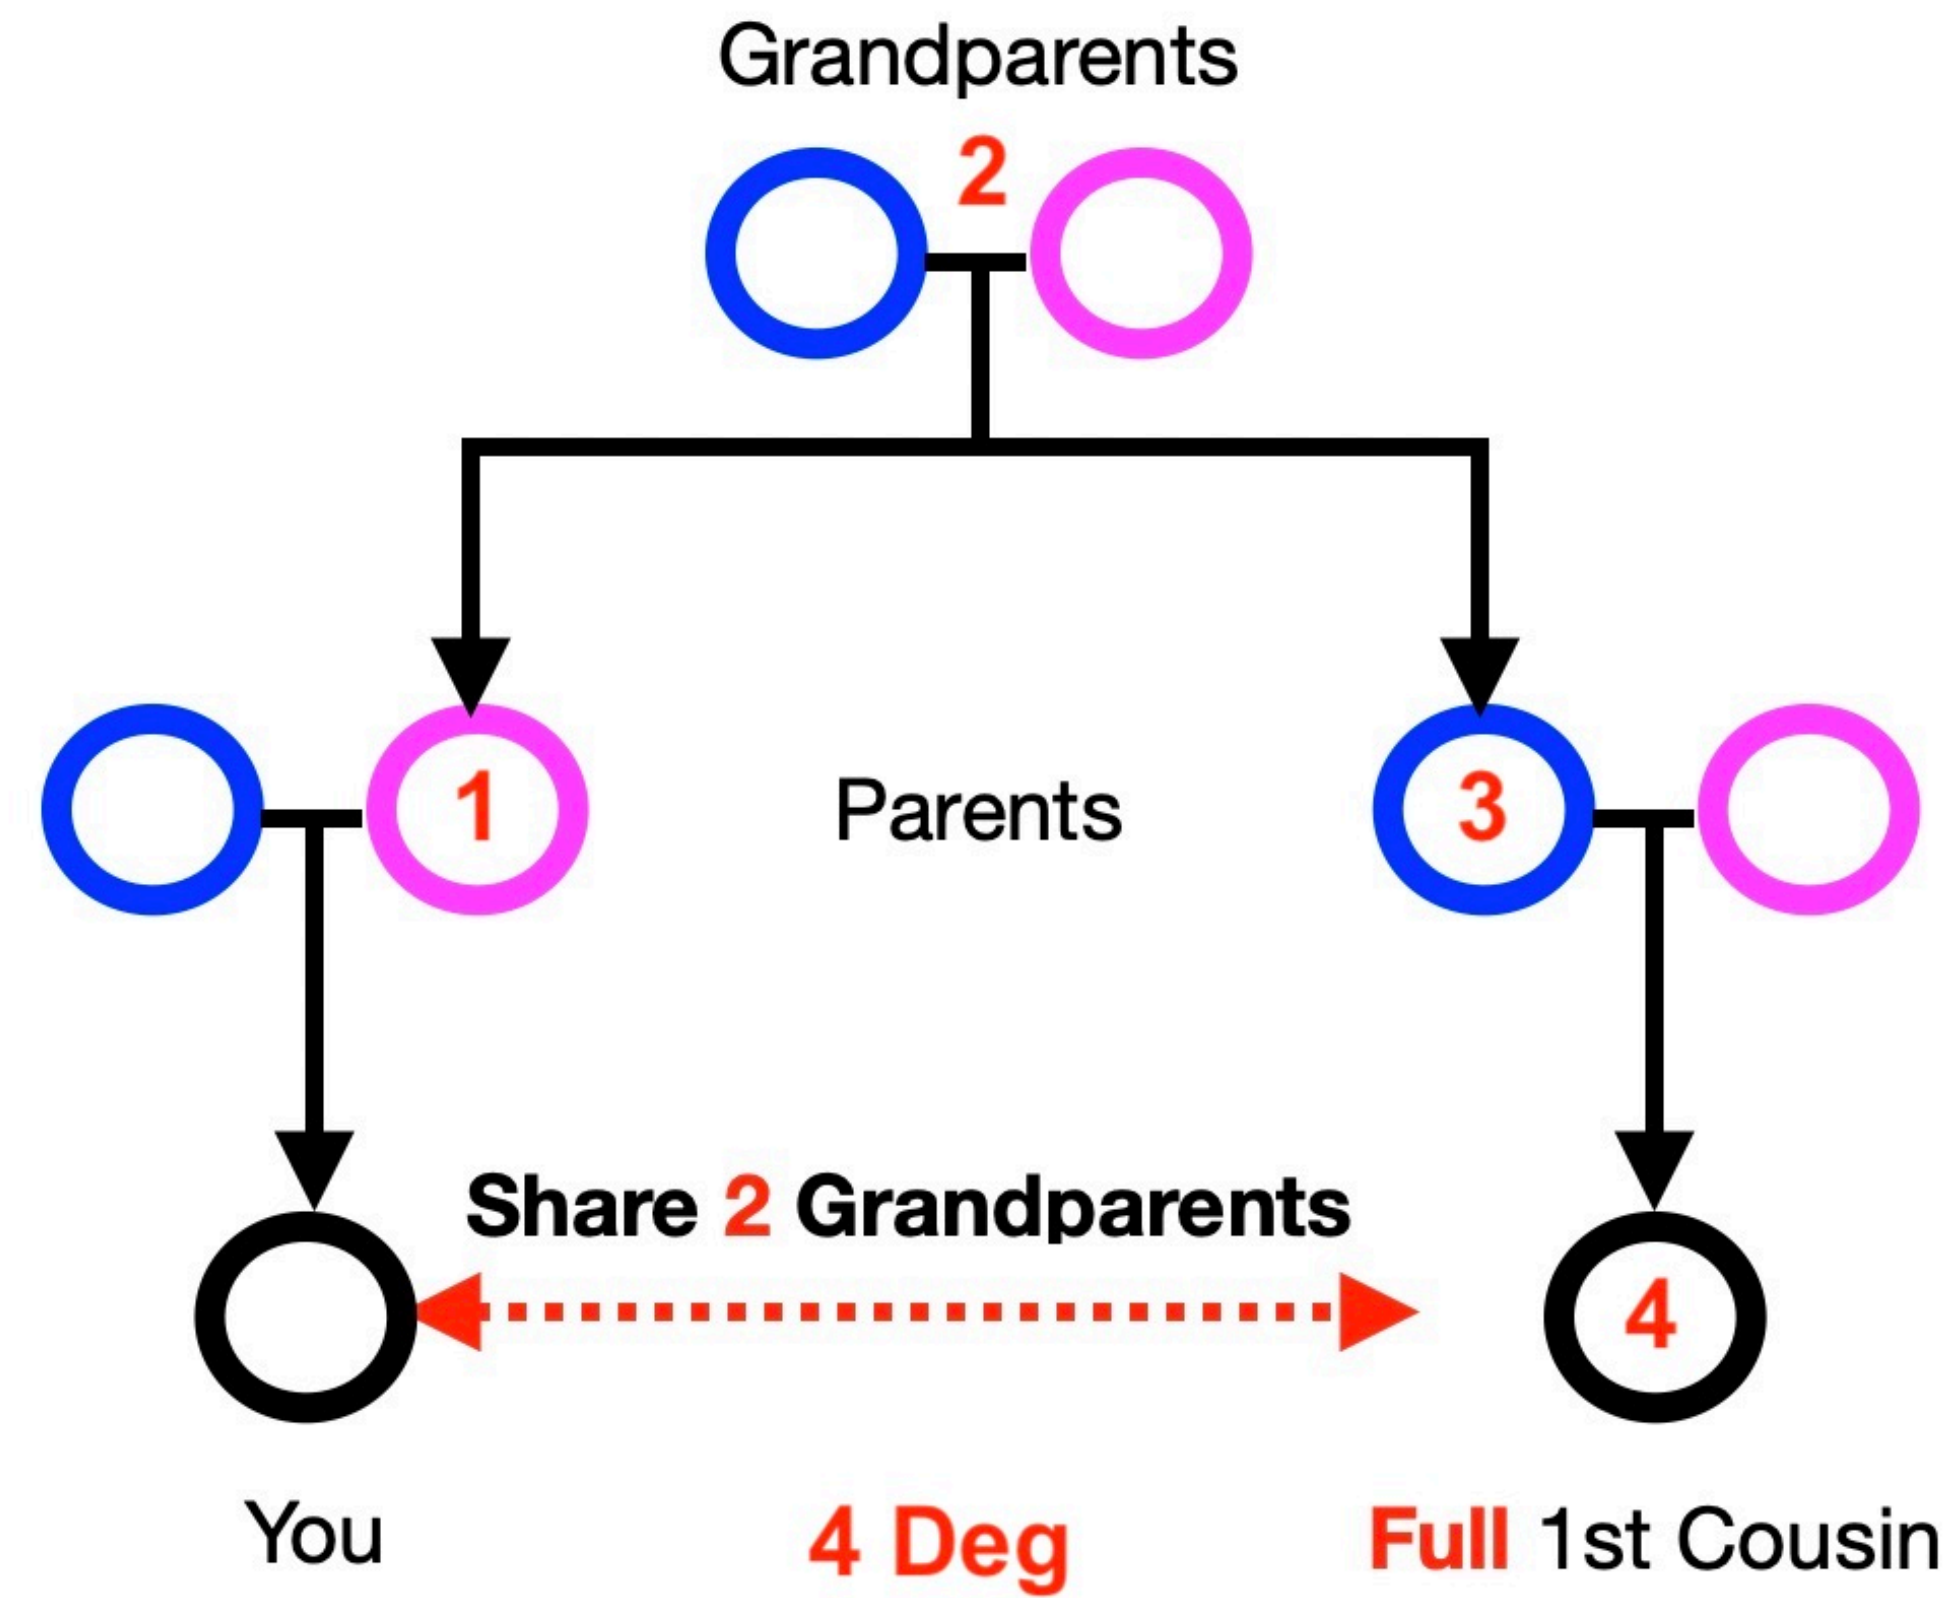 Grandparents
2
1
Parents
3
Share 2 Grandparents
4
You
4 Deg
Full 1st Cousin